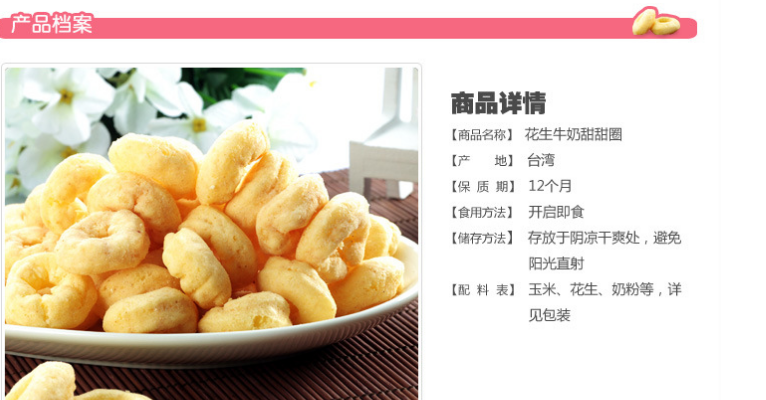 产品档案
商品详情
【商品名称】 花生牛奶甜甜圈
【产 地】 台湾
【保 质 期】 12个月
【食用方法】 开启即食
【储存方法】 存放于阴凉干爽处，避免
阳光直射
【配 料 表】 玉米、花生、奶粉等，详
见包装